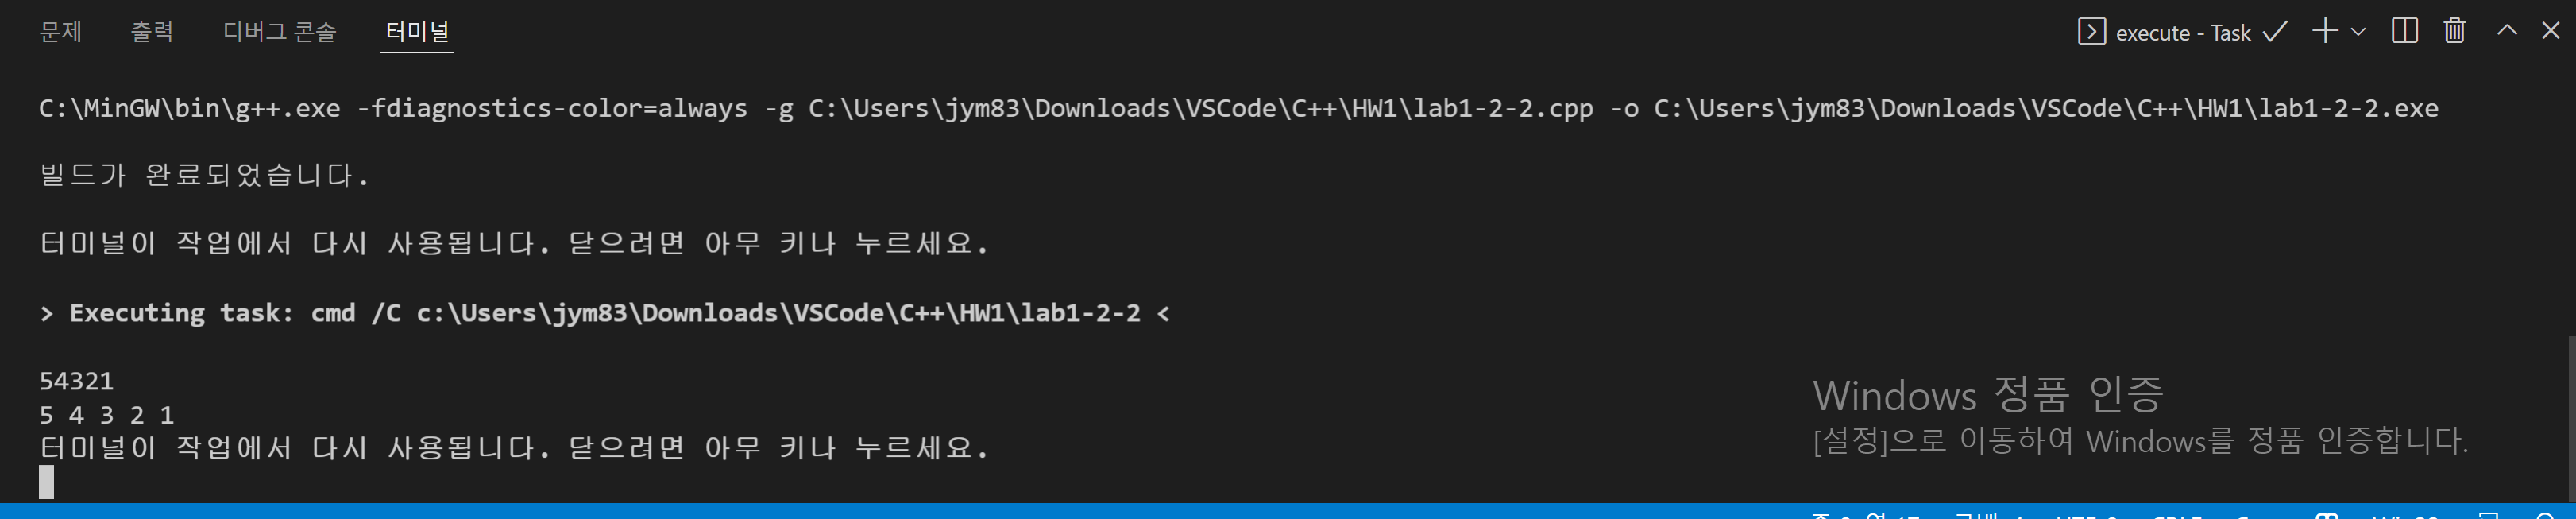 문제 출력 디버그 콘솔 터미널 execute - Task
C:\MinGW\bin\g++.exe -fdiagnostics-color=always -g C:\Users\jym83\Downloads\VSCode\C++\HW1\lab1-2-2.cpp -o C:\Users\jym83\Downloads\VSCode\C++\HW1\lab1-2-2.exe
빌드가 완료되었습니다.
터미널이 작업에서 다시 사용됩니다. 닫으려면 아무 키나 누르세요.
> Executing task: cmd /C c:\Users\jym83\Downloads\VSCode\C++\HW1\lab1-2-2 <
54321
5 4 3 2 1
터미널이 작업에서 다시 사용됩니다. 닫으려면 아무 키나 누르세요.
Windows 정품 인증
[설정]으로 이동하여 Windows를 정품 인증합니다.